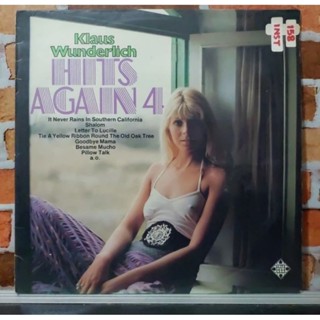 Klaus
Wunderlich
HITS
AGAIN 4
It Never Rains In Southern California
Shalom
Letter To Lucille
Tie A Yellow Ribbon Round The Old Oak Tree
Goodbye Mama
Besame Mucho
Pillow Talk
a.o.
158